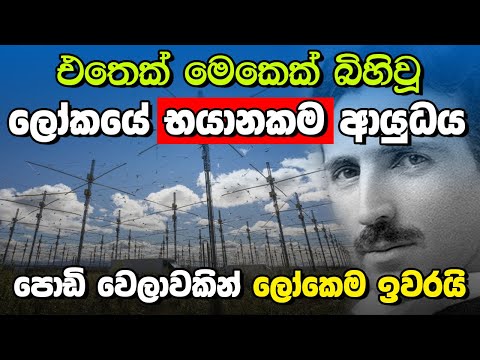 එතෙක් මෙකෙක් බිහිවූ
ලෝකයේ භයානකම ආයුධය
පොඩි වෙලාවකින් ලෝකෙම ඉවරයි